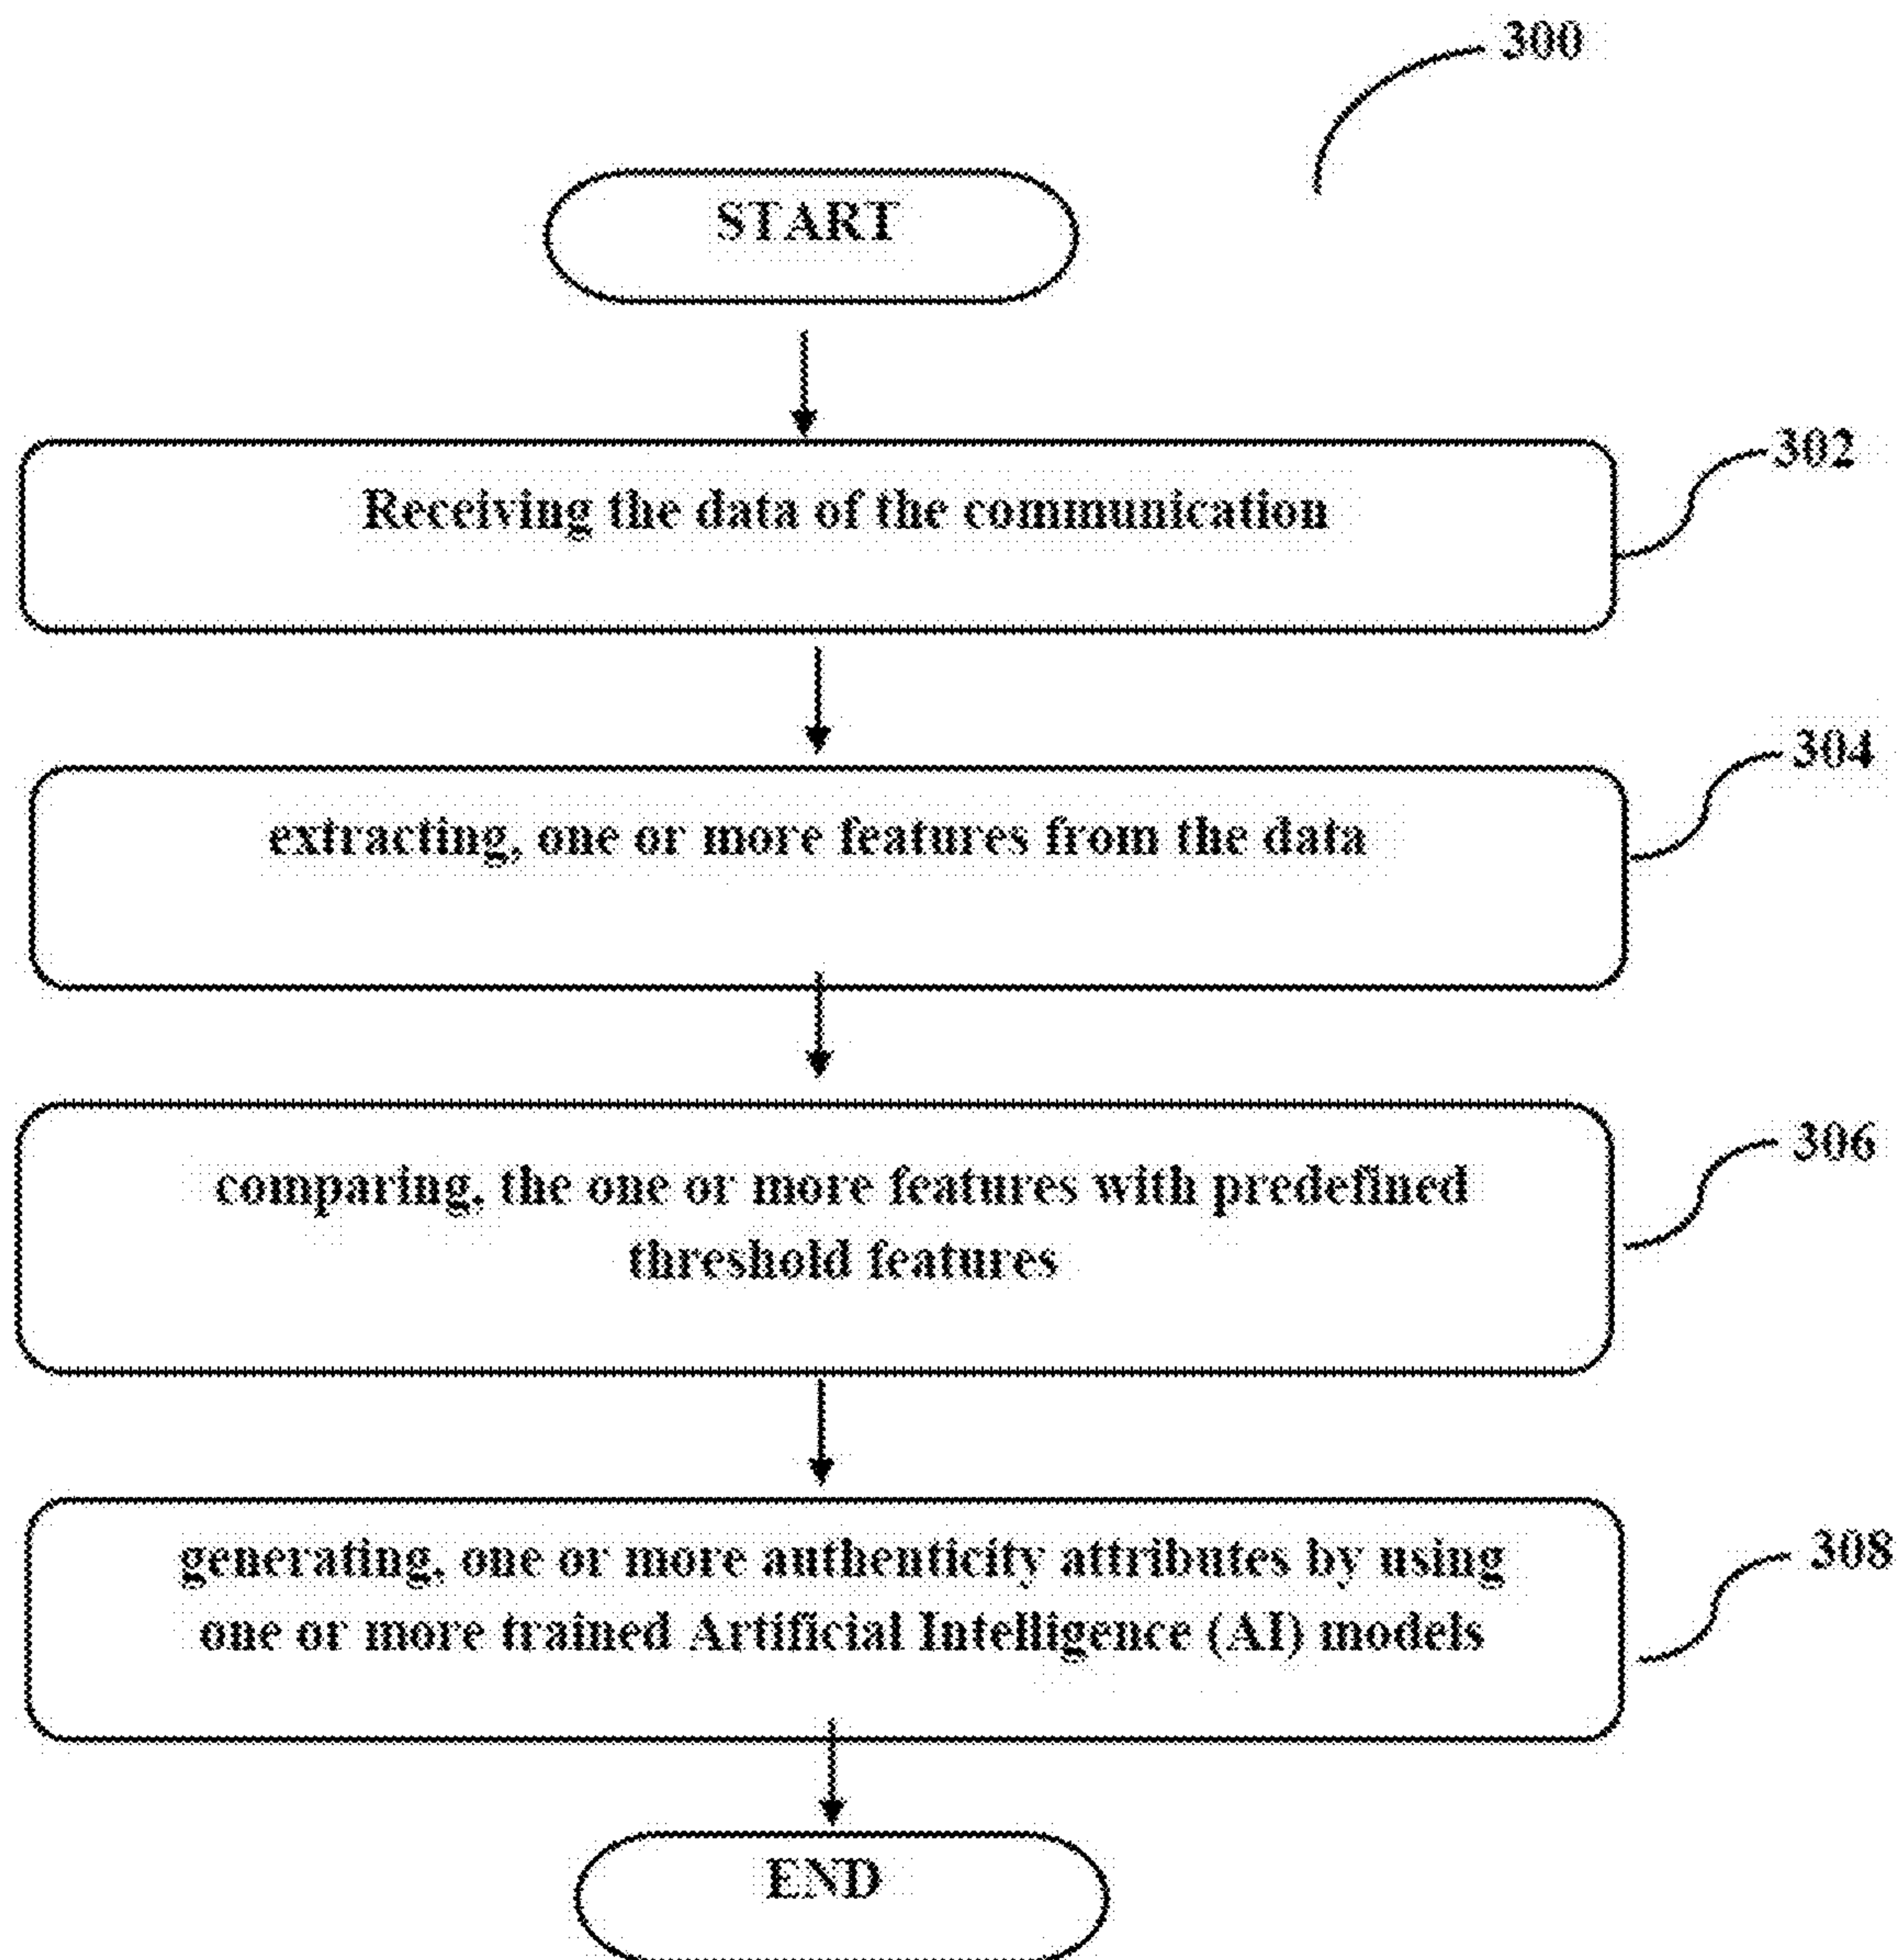 300
START
302
Receiving the data of the communication
304
extracting, one or more features from the data
306
comparing, the one or more features with predefined
threshold features
308
generating, one or more authenticity attributes by using
one or more trained Artificial Intelligence (AI) models
END